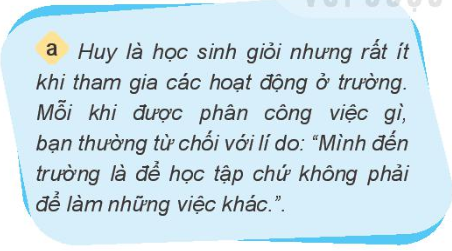 a Huy là học sinh giỏi nhưng rất ít
khi tham gia các hoạt động ở trường.
Mỗi khi được phân công việc gì,
bạn thường từ chối với lí do: “Mình đến
trường là để học tập chứ không phải
để làm những việc khác.”.